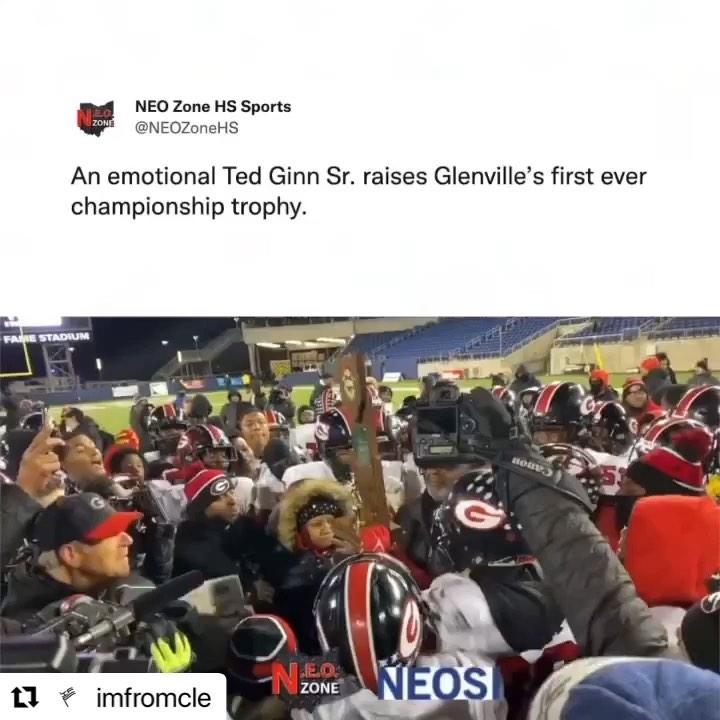 N.E.O. ZONE
NEO Zone HS Sports
@NEOZoneHS
An emotional Ted Ginn Sr. raises Glenville's first ever
championship trophy.
FAME STADIUM
Canon
G
G
G
G
N.E.O.
ZONE
NEOSI
imfromcle